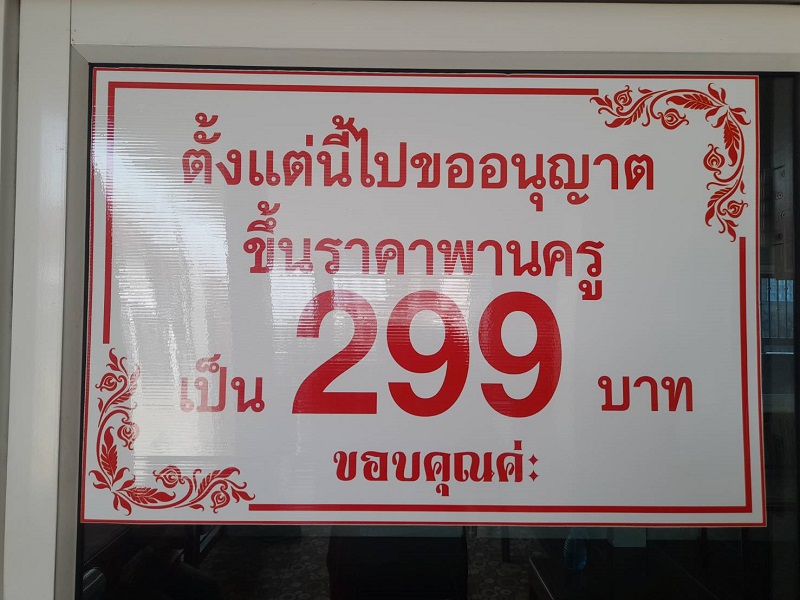 ตั้งแต่นี้ไปขออนุญาต
ขึ้นราคาพานครู
เป็น 299 บาท
ขอบคุณค่ะ